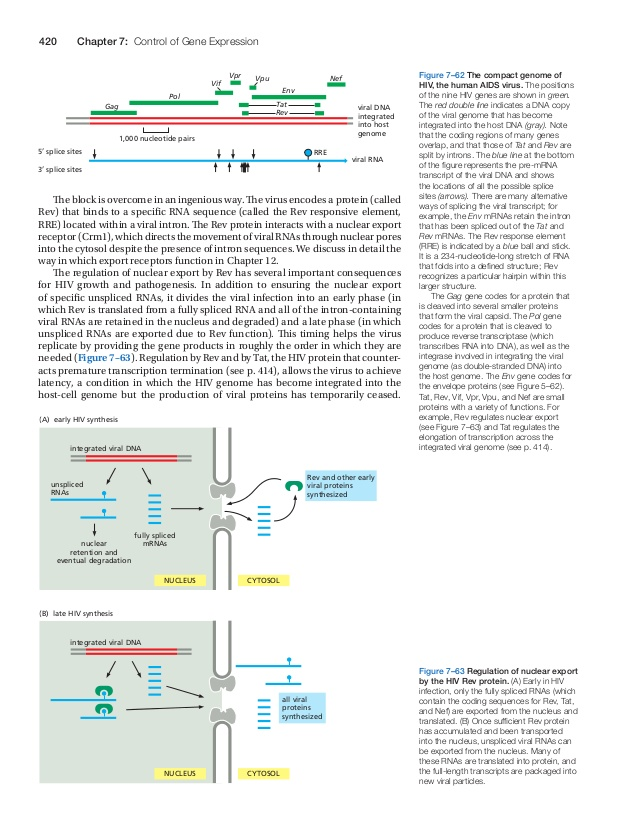 420 Chapter 7: Control of Gene Expression
Vpr
Vif
Vpu
Nef
Pol
Env
Gag
Tat
Rev
viral DNA
integrated
into host
genome
1,000 nucleotide pairs
5′ splice sites
RRE
viral RNA
3′ splice sites
Figure 7–62 The compact genome of
HIV, the human AIDS virus. The positions
of the nine HIV genes are shown in green.
The red double line indicates a DNA copy
of the viral genome that has become
integrated into the host DNA (gray). Note
that the coding regions of many genes
overlap, and that those of Tat and Rev are
split by introns. The blue line at the bottom
of the figure represents the pre-mRNA
transcript of the viral DNA and shows
the locations of all the possible splice
sites (arrows). There are many alternative
ways of splicing the viral transcript; for
example, the Env mRNAs retain the intron
that has been spliced out of the Tat and
Rev mRNAs. The Rev response element
(RRE) is indicated by a blue ball and stick.
It is a 234-nucleotide-long stretch of RNA
that folds into a defined structure; Rev
recognizes a particular hairpin within this
larger structure.
The Gag gene codes for a protein that
is cleaved into several smaller proteins
that form the viral capsid. The Pol gene
codes for a protein that is cleaved to
produce reverse transcriptase (which
transcribes RNA into DNA), as well as the
integrase involved in integrating the viral
genome (as double-stranded DNA) into
the host genome. The Env gene codes for
the envelope proteins (see Figure 5–62).
Tat, Rev, Vif, Vpr, Vpu, and Nef are small
proteins with a variety of functions. For
example, Rev regulates nuclear export
(see Figure 7–63) and Tat regulates the
elongation of transcription across the
integrated viral genome (see p. 414).
The block is overcome in an ingenious way. The virus encodes a protein (called
Rev) that binds to a specific RNA sequence (called the Rev responsive element,
RRE) located within a viral intron. The Rev protein interacts with a nuclear export
receptor (Crm1), which directs the movement of viral RNAs through nuclear pores
into the cytosol despite the presence of intron sequences. We discuss in detail the
way in which export receptors function in Chapter 12.
The regulation of nuclear export by Rev has several important consequences
for HIV growth and pathogenesis. In addition to ensuring the nuclear export
of specific unspliced RNAs, it divides the viral infection into an early phase (in
which Rev is translated from a fully spliced RNA and all of the intron-containing
viral RNAs are retained in the nucleus and degraded) and a late phase (in which
unspliced RNAs are exported due to Rev function). This timing helps the virus
replicate by providing the gene products in roughly the order in which they are
needed (Figure 7–63). Regulation by Rev and by Tat, the HIV protein that counter-
acts premature transcription termination (see p. 414), allows the virus to achieve
latency, a condition in which the HIV genome has become integrated into the
host-cell genome but the production of viral proteins has temporarily ceased.
(A) early HIV synthesis
integrated viral DNA
unspliced
RNAs
Rev and other early
viral proteins
synthesized
fully spliced
mRNAs
nuclear
retention and
eventual degradation
NUCLEUS
CYTOSOL
(B) late HIV synthesis
integrated viral DNA
all viral
proteins
synthesized
NUCLEUS
CYTOSOL
Figure 7–63 Regulation of nuclear export
by the HIV Rev protein. (A) Early in HIV
infection, only the fully spliced RNAs (which
contain the coding sequences for Rev, Tat,
and Nef) are exported from the nucleus and
translated. (B) Once sufficient Rev protein
has accumulated and been transported
into the nucleus, unspliced viral RNAs can
be exported from the nucleus. Many of
these RNAs are translated into protein, and
the full-length transcripts are packaged into
new viral particles.